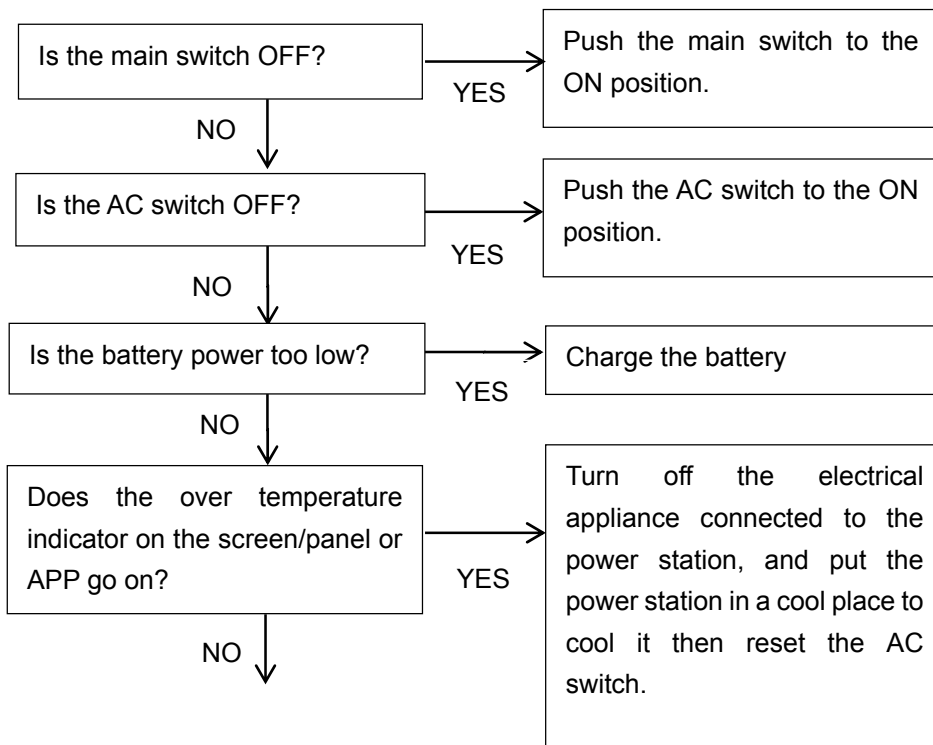 Is the main switch OFF?
YES
Push the main switch to the
ON position.
NO
Is the AC switch OFF?
YES
Push the AC switch to the ON
position.
NO
Is the battery power too low?
YES
Charge the battery
NO
Does the over temperature
indicator on the screen/panel or
APP go on?
YES
Turn off the electrical
appliance connected to the
power station, and put the
power station in a cool place to
cool it then reset the AC
switch.
NO